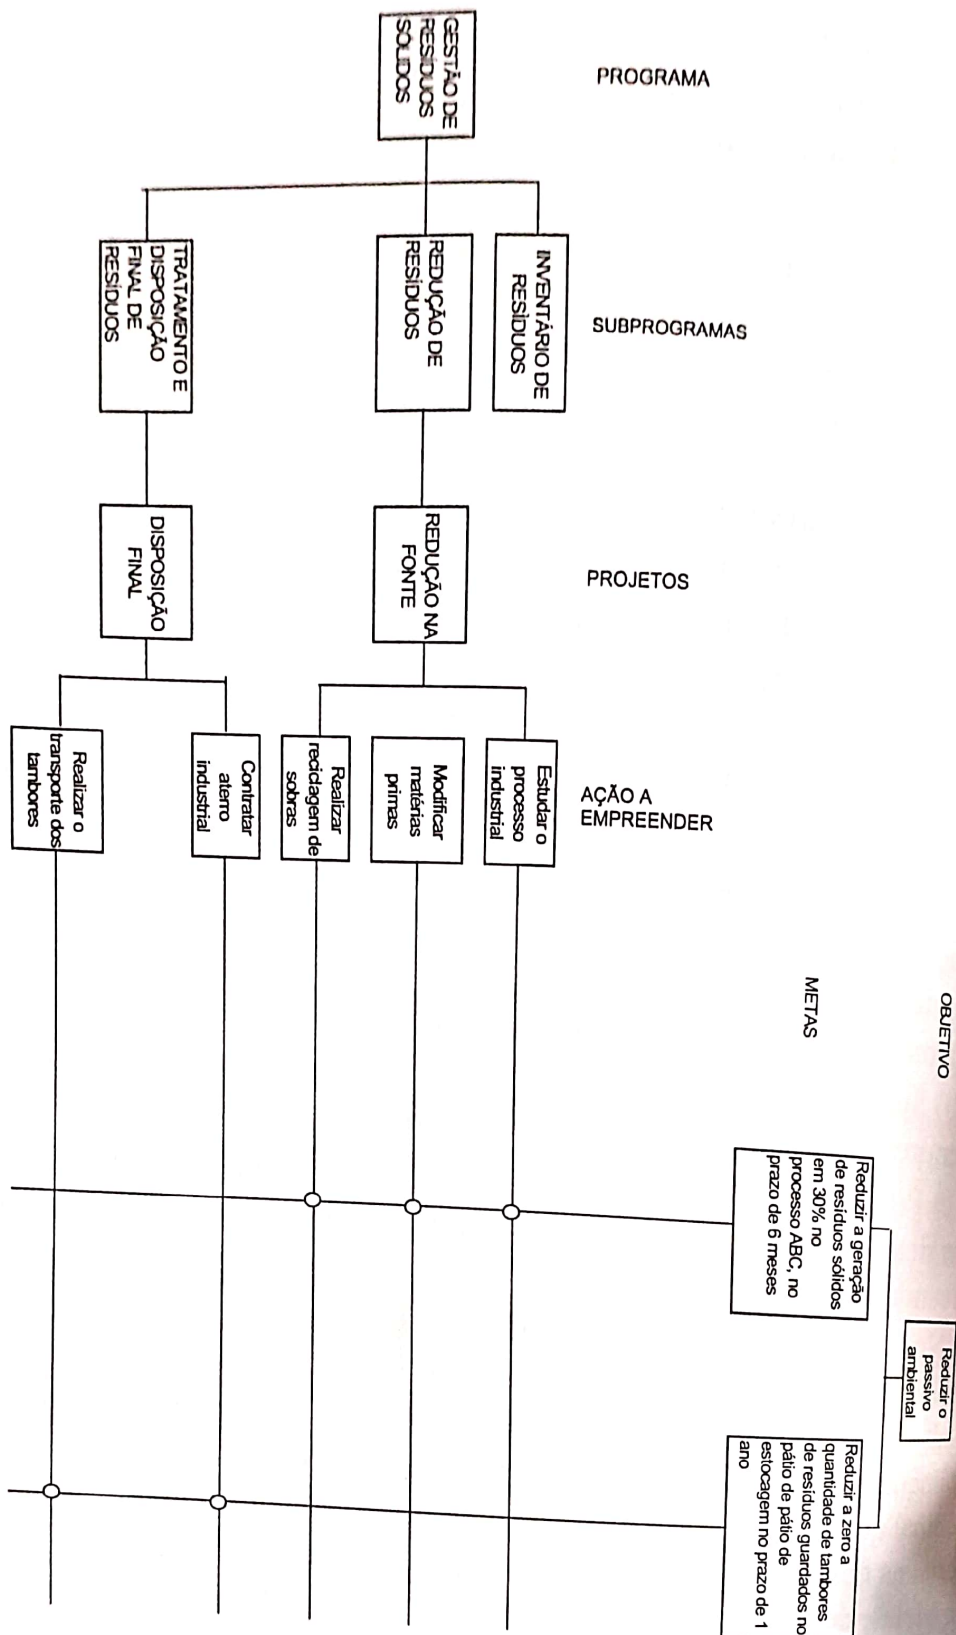 PROGRAMA
GESTÃO DE
RESÍDUOS
SÓLIDOS
SUBPROGRAMAS
INVENTÁRIO DE
RESÍDUOS
REDUÇÃO DE
RESÍDUOS
TRATAMENTO E
DISPOSIÇÃO
FINAL DE
RESÍDUOS
PROJETOS
REDUÇÃO NA
FONTE
DISPOSIÇÃO
FINAL
AÇÃO A
EMPREENDER
Estudar o
processo
industrial
Modificar
matérias
primas
Realizar
reciclagem de
sobras
Contratar
aterro
industrial
Realizar o
transporte dos
tambores
OBJETIVO
Reduzir o
passivo
ambiental
METAS
Reduzir a geração
de resíduos sólidos
em 30% no
processo ABC, no
prazo de 6 meses
Reduzir a zero a
quantidade de tambores
de resíduos guardados no
pátio de pátio de
estocagem no prazo de 1
ano